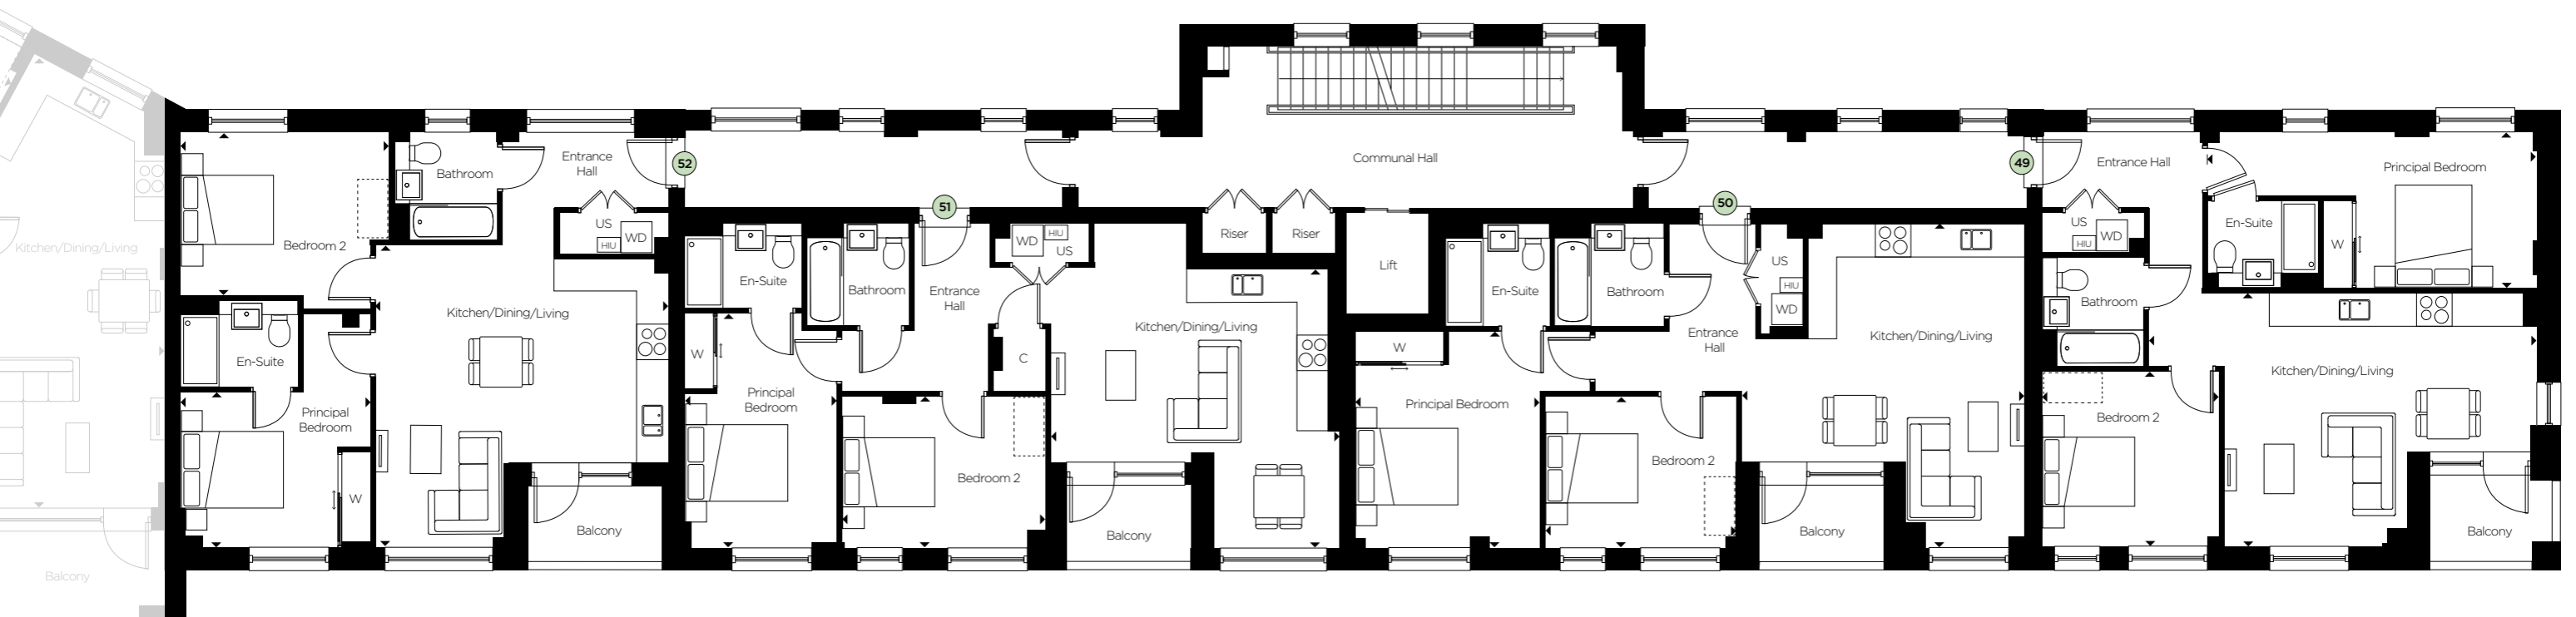 Kitchen/Dining/Living
Balcony
Bedroom 2
Bathroom
Entrance
Hall
52
US
HIU
WD
En-Suite
Principal
Bedroom
W
Kitchen/Dining/Living
Balcony
51
En-Suite
Bathroom
Entrance
Hall
WD
HIU
US
C
W
Principal
Bedroom
Bedroom 2
Kitchen/Dining/Living
Balcony
Communal Hall
Riser
Riser
Lift
50
En-Suite
Bathroom
Entrance
Hall
US
HIU
WD
W
Principal Bedroom
Bedroom 2
Kitchen/Dining/Living
Balcony
49
Entrance Hall
US
HIU
WD
En-Suite
W
Principal Bedroom
Bathroom
Bedroom 2
Kitchen/Dining/Living
Balcony